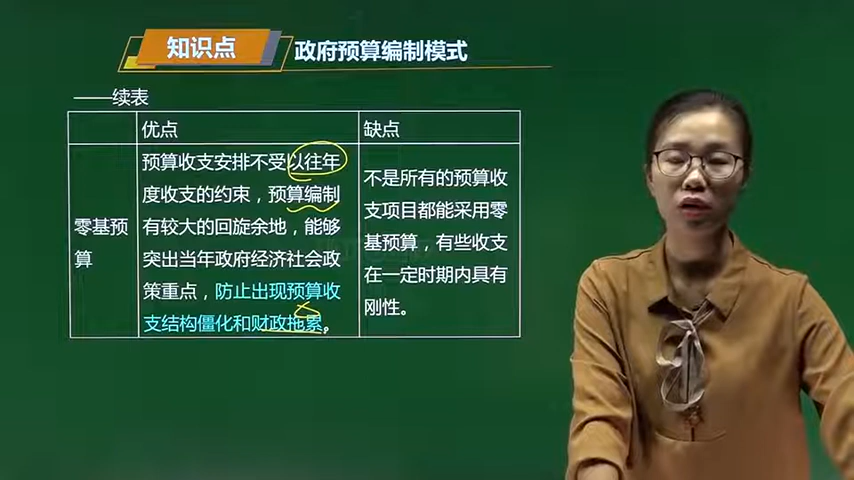 知识点
政府预算编制模式
——续表
优点
缺点
零基预
算
预算收支安排不受以往年
度收支的约束，预算编制
有较大的回旋余地，能够
突出当年政府经济社会政
策重点，防止出现预算收
支结构僵化和财政拖累。
不是所有的预算收
支项目都能采用零
基预算，有些收支
在一定时期内具有
刚性。